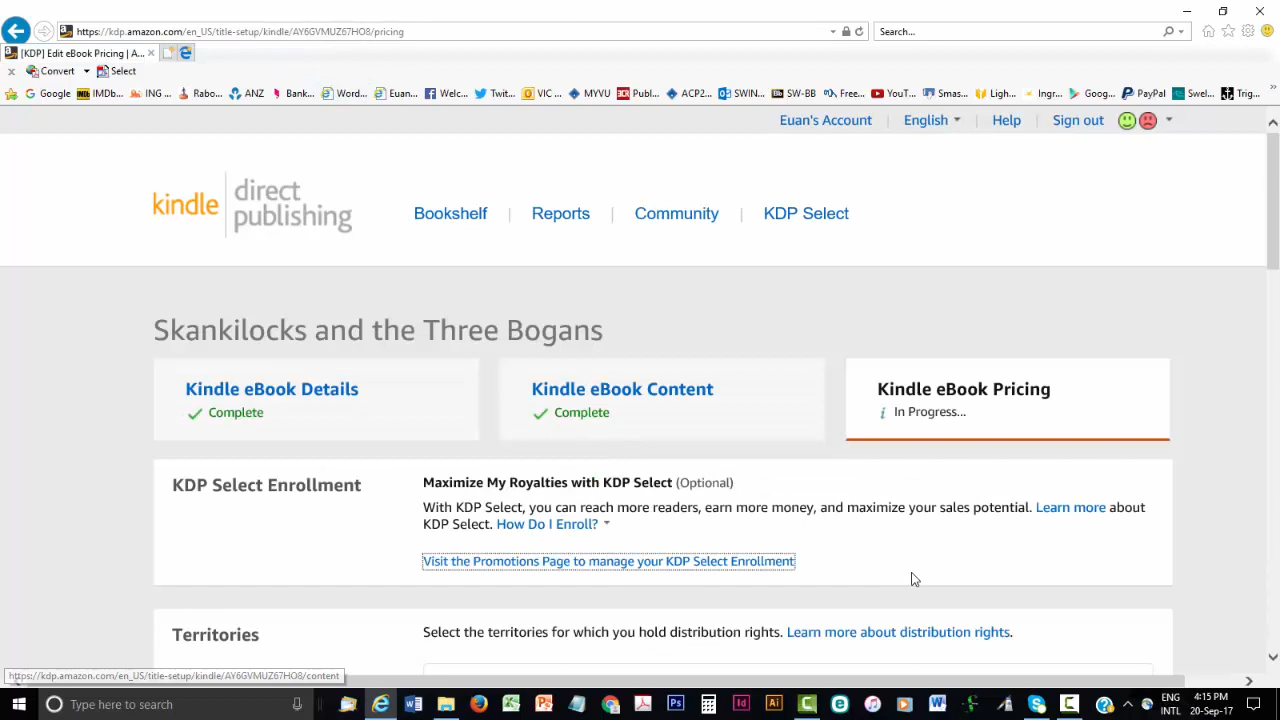 https://kdp.amazon.com/en_US/title-setup/kindle/AY6GVMUZ67HO8/pricing
Search...
[KDP] Edit eBook Pricing | A...
Convert
Select
Google IMDb... ING ... Rabo... ANZ Bank... Word... Euan... VIC ... Welc... Twit... MYVU Publ... ACP2... SWIN... SW-BB Free... YouT... Smas... Ligh... Ingr... Goog... PayPal Swel... Trig...
Euan's Account | English | Help | Sign out
kindle direct publishing
Bookshelf | Reports | Community | KDP Select
Skankilocks and the Three Bogans
Kindle eBook Details
Complete
Kindle eBook Content
Complete
Kindle eBook Pricing
In Progress...
KDP Select Enrollment
Maximize My Royalties with KDP Select (Optional)
With KDP Select, you can reach more readers, earn more money, and maximize your sales potential. Learn more about
KDP Select. How Do I Enroll?
Visit the Promotions Page to manage your KDP Select Enrollment
Territories
Select the territories for which you hold distribution rights. Learn more about distribution rights.
https://kdp.amazon.com/en_US/title-setup/kindle/AY6GVMUZ67HO8/content
Type here to search
ENG
INTL
4:15 PM
20-Sep-17